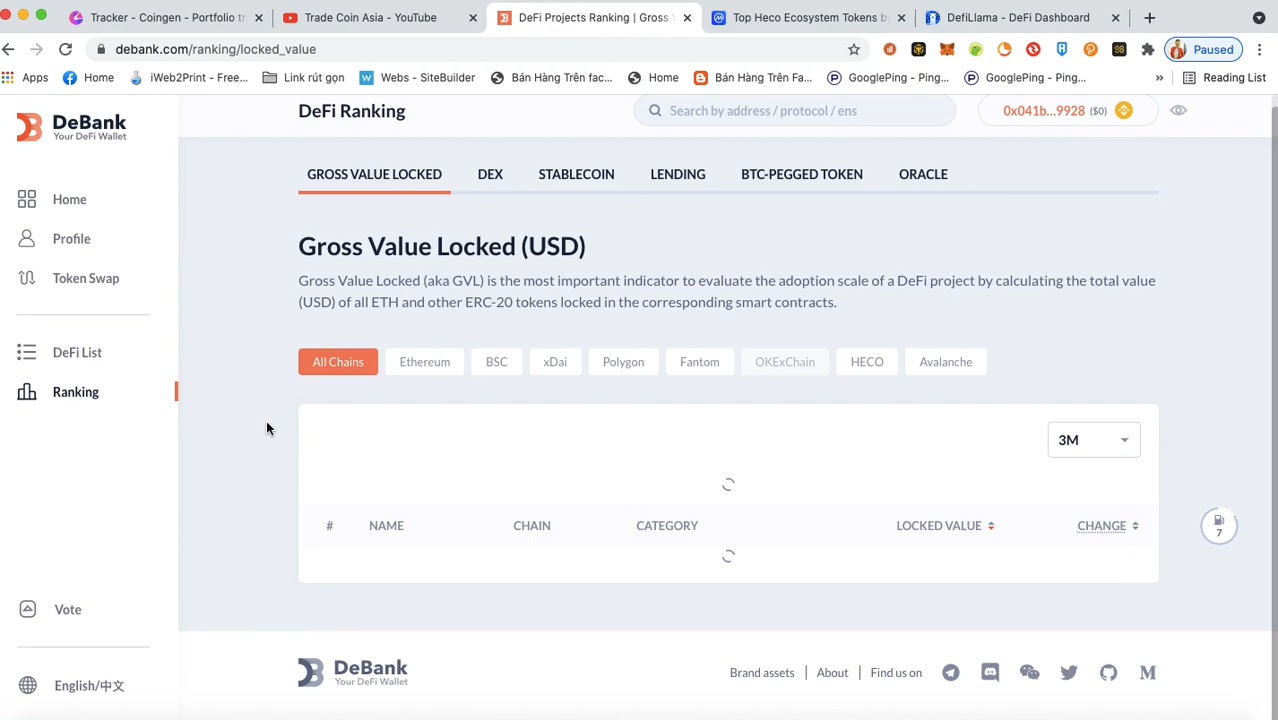 Tracker - Coingen - Portfolio tr
Trade Coin Asia - YouTube
DeFi Projects Ranking | Gross V
Top Heco Ecosystem Tokens by
DefiLlama - DeFi Dashboard
debank.com/ranking/locked_value
Paused
Apps
Home
iWeb2Print - Free...
Link rút gọn
Webs - SiteBuilder
Bán Hàng Trên fac...
Home
Bán Hàng Trên Fa...
GooglePing - Ping...
GooglePing - Ping...
»
Reading List
DeBank
Your DeFi Wallet
DeFi Ranking
Search by address / protocol / ens
0x041b...9928 ($0)
Home
Profile
Token Swap
DeFi List
Ranking
Vote
English/中文
GROSS VALUE LOCKED
DEX
STABLECOIN
LENDING
BTC-PEGGED TOKEN
ORACLE
Gross Value Locked (USD)
Gross Value Locked (aka GVL) is the most important indicator to evaluate the adoption scale of a DeFi project by calculating the total value
(USD) of all ETH and other ERC-20 tokens locked in the corresponding smart contracts.
All Chains
Ethereum
BSC
xDai
Polygon
Fantom
OKExChain
HECO
Avalanche
3M
#
NAME
CHAIN
CATEGORY
LOCKED VALUE
CHANGE
7
DeBank
Your DeFi Wallet
Brand assets
About
Find us on